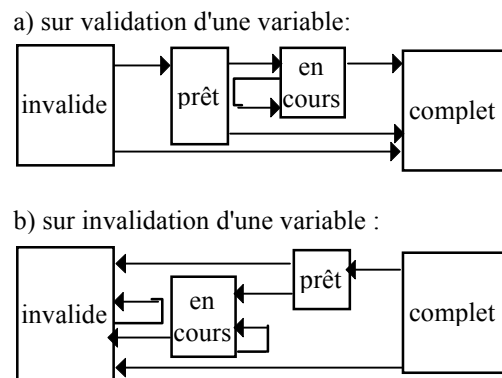 a) sur validation d'une variable:
invalide
prêt
en
cours
complet
b) sur invalidation d'une variable :
invalide
en
cours
prêt
complet